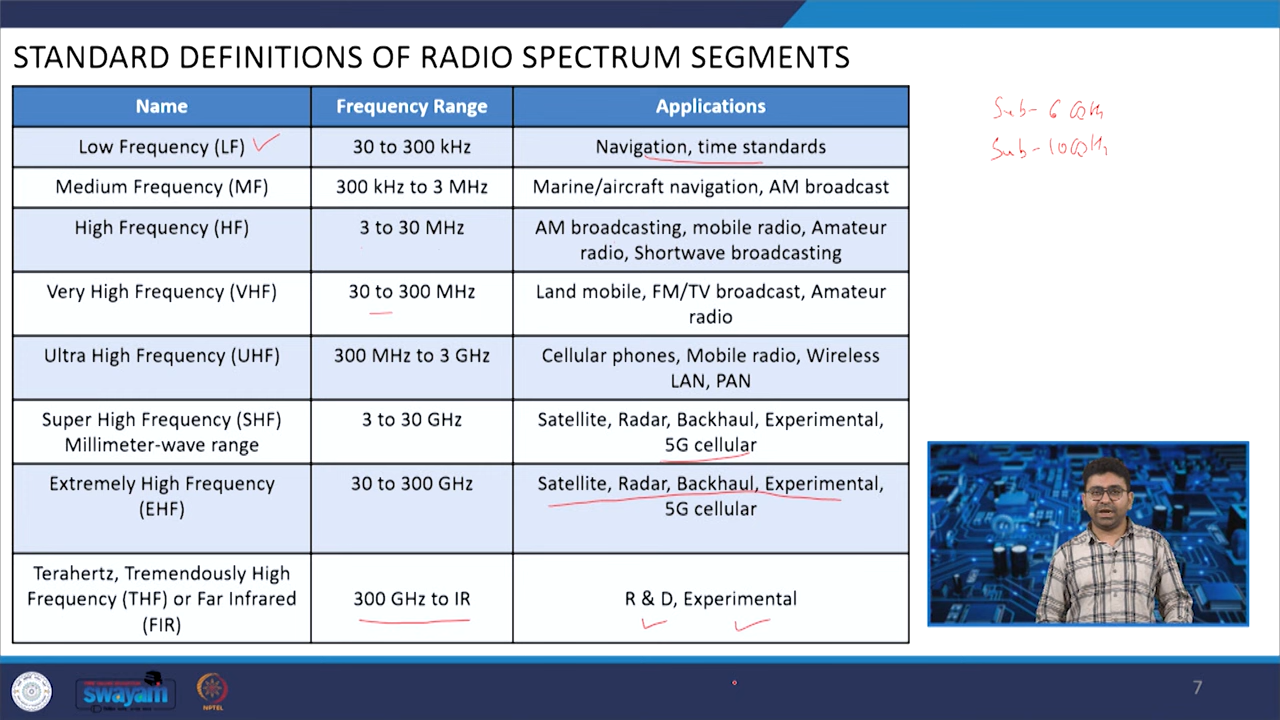 STANDARD DEFINITIONS OF RADIO SPECTRUM SEGMENTS
Name Frequency Range Applications
Low Frequency (LF) 30 to 300 kHz Navigation, time standards
Medium Frequency (MF) 300 kHz to 3 MHz Marine/aircraft navigation, AM broadcast
High Frequency (HF) 3 to 30 MHz AM broadcasting, mobile radio, Amateur
radio, Shortwave broadcasting
Very High Frequency (VHF) 30 to 300 MHz Land mobile, FM/TV broadcast, Amateur
radio
Ultra High Frequency (UHF) 300 MHz to 3 GHz Cellular phones, Mobile radio, Wireless
LAN, PAN
Super High Frequency (SHF) 3 to 30 GHz Satellite, Radar, Backhaul, Experimental,
Millimeter-wave range 5G cellular
Extremely High Frequency 30 to 300 GHz Satellite, Radar, Backhaul, Experimental,
(EHF) 5G cellular
Terahertz, Tremendously High
Frequency (THF) or Far Infrared 300 GHz to IR R & D, Experimental
(FIR)
Sub-6 GHz
Sub-10 GHz
swayam
NPTEL
7